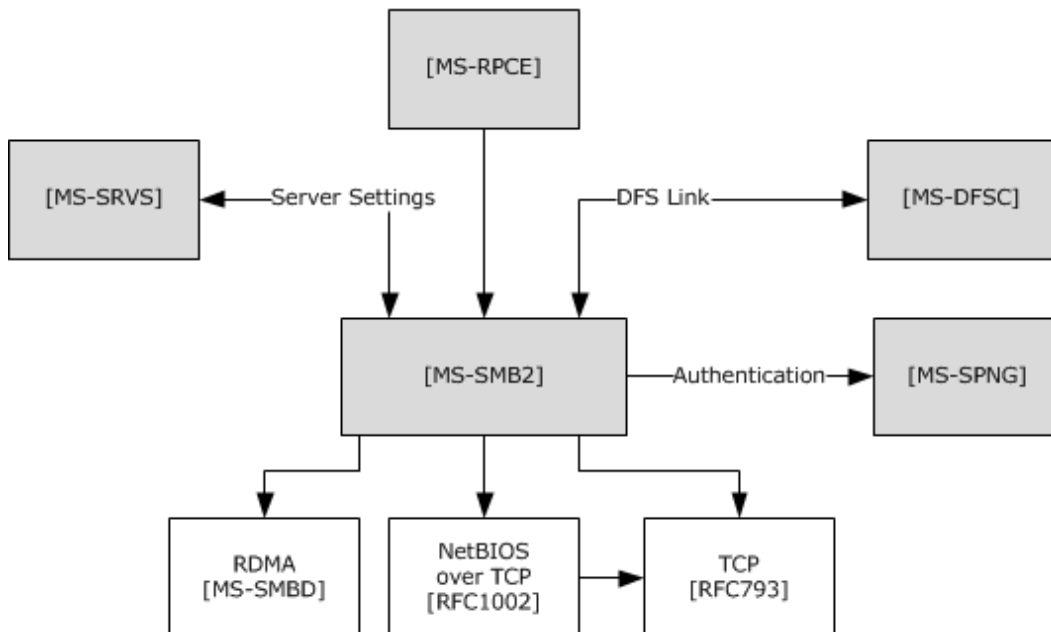 [MS-RPCE]
[MS-SRVS]
Server Settings
DFS Link
[MS-DFSC]
[MS-SMB2]
Authentication
[MS-SPNG]
RDMA
[MS-SMBD]
NetBIOS
over TCP
[RFC1002]
TCP
[RFC793]